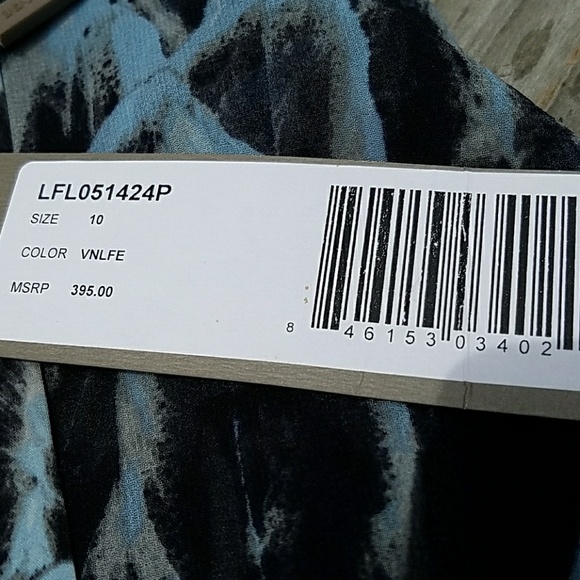 LFL051424P
SIZE 10
COLOR VNLFE
MSRP 395.00
8 46153 03402